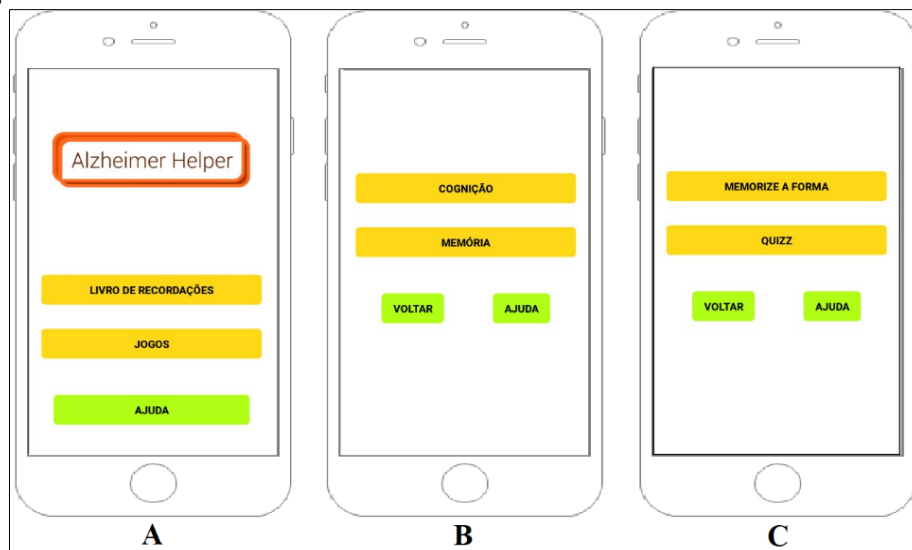 Alzheimer Helper
LIVRO DE RECORDAÇÕES
JOGOS
AJUDA
A
COGNIÇÃO
MEMÓRIA
VOLTAR AJUDA
B
MEMORIZE A FORMA
QUIZZ
VOLTAR AJUDA
C